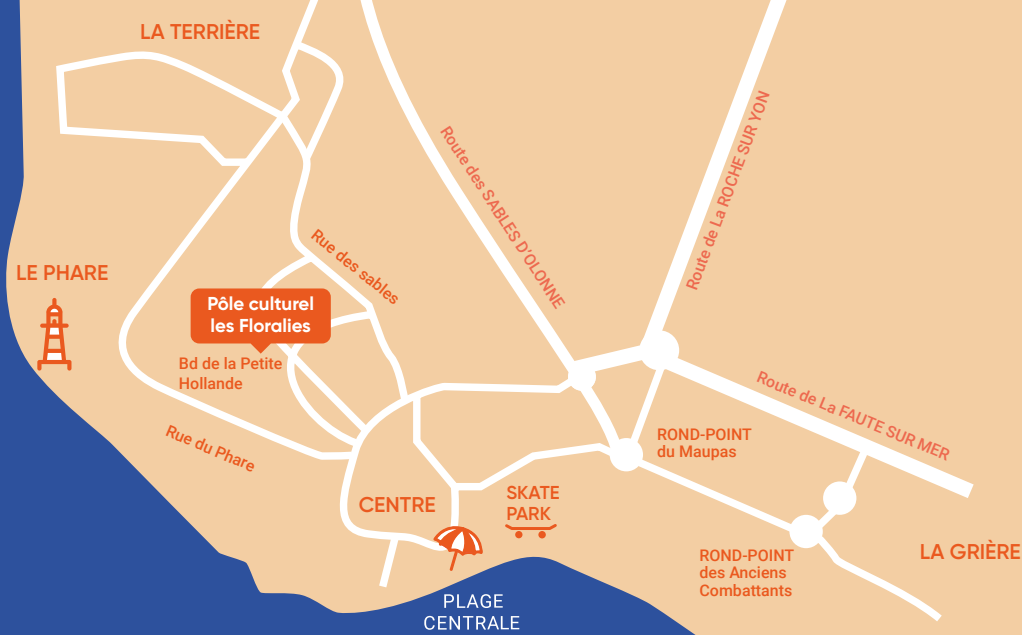 LA TERRIÈRE
Route des SABLES D'OLONNE
Route de La ROCHE SUR YON
LE PHARE
Rue des sables
Pôle culturel
les Floralies
Bd de la Petite
Hollande
Rue du Phare
Route de La FAUTE SUR MER
ROND-POINT
du Maupas
CENTRE
SKATE
PARK
ROND-POINT
des Anciens
Combattants
LA GRIÈRE
PLAGE
CENTRALE